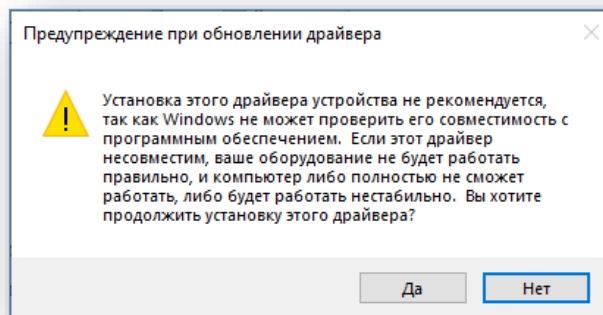 Предупреждение при обновлении драйвера
Установка этого драйвера устройства не рекомендуется,
так как Windows не может проверить его совместимость с
программным обеспечением.  Если этот драйвер
несовместим, ваше оборудование не будет работать
правильно, и компьютер либо полностью не сможет
работать, либо будет работать нестабильно.  Вы хотите
продолжить установку этого драйвера?
Да
Нет